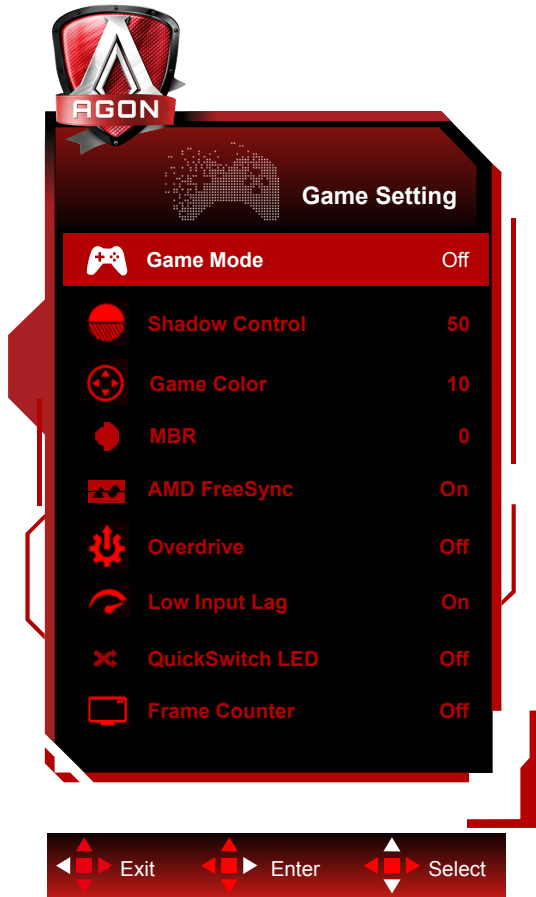 AGON
Game Setting
Game Mode Off
Shadow Control 50
Game Color 10
MBR 0
AMD FreeSync On
Overdrive Off
Low Input Lag On
QuickSwitch LED Off
Frame Counter Off
Exit Enter Select